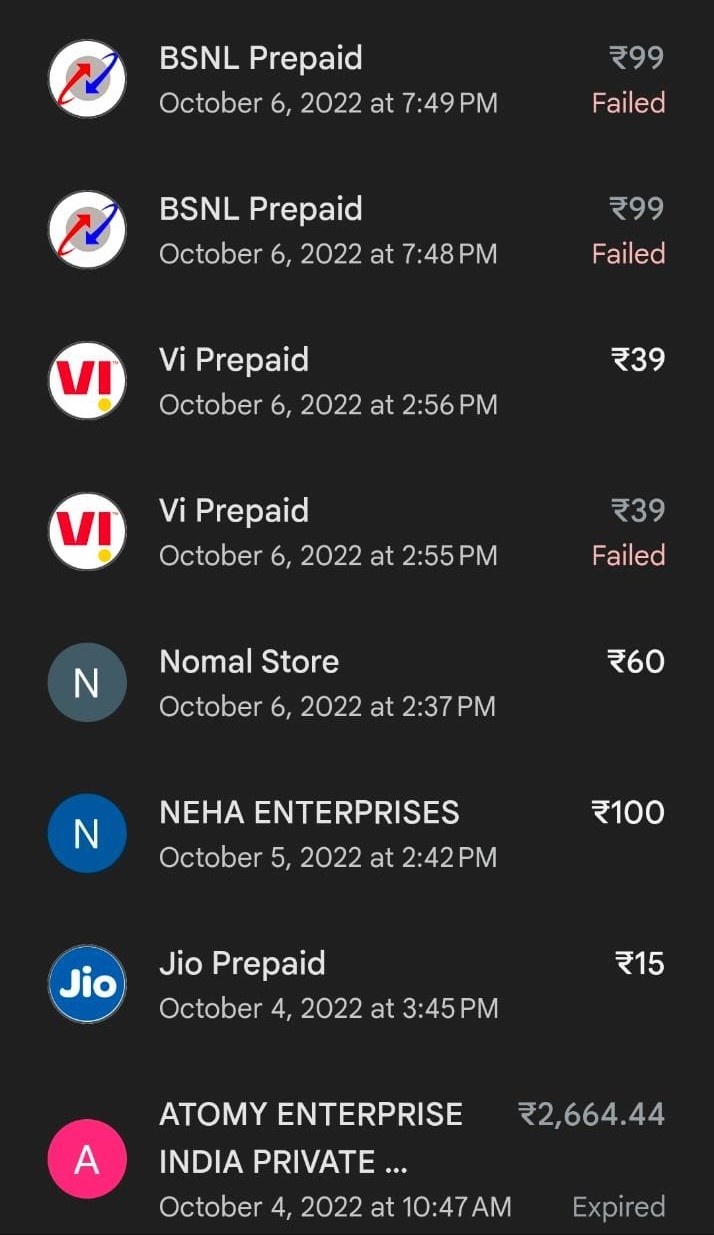 BSNL Prepaid ₹99
October 6, 2022 at 7:49 PM Failed
BSNL Prepaid ₹99
October 6, 2022 at 7:48 PM Failed
VI™ Vi Prepaid ₹39
October 6, 2022 at 2:56 PM
VI™ Vi Prepaid ₹39
October 6, 2022 at 2:55 PM Failed
N Nomal Store ₹60
October 6, 2022 at 2:37 PM
N NEHA ENTERPRISES ₹100
October 5, 2022 at 2:42 PM
Jio Jio Prepaid ₹15
October 4, 2022 at 3:45 PM
ATOMY ENTERPRISE ₹2,664.44
A INDIA PRIVATE ...
October 4, 2022 at 10:47 AM Expired